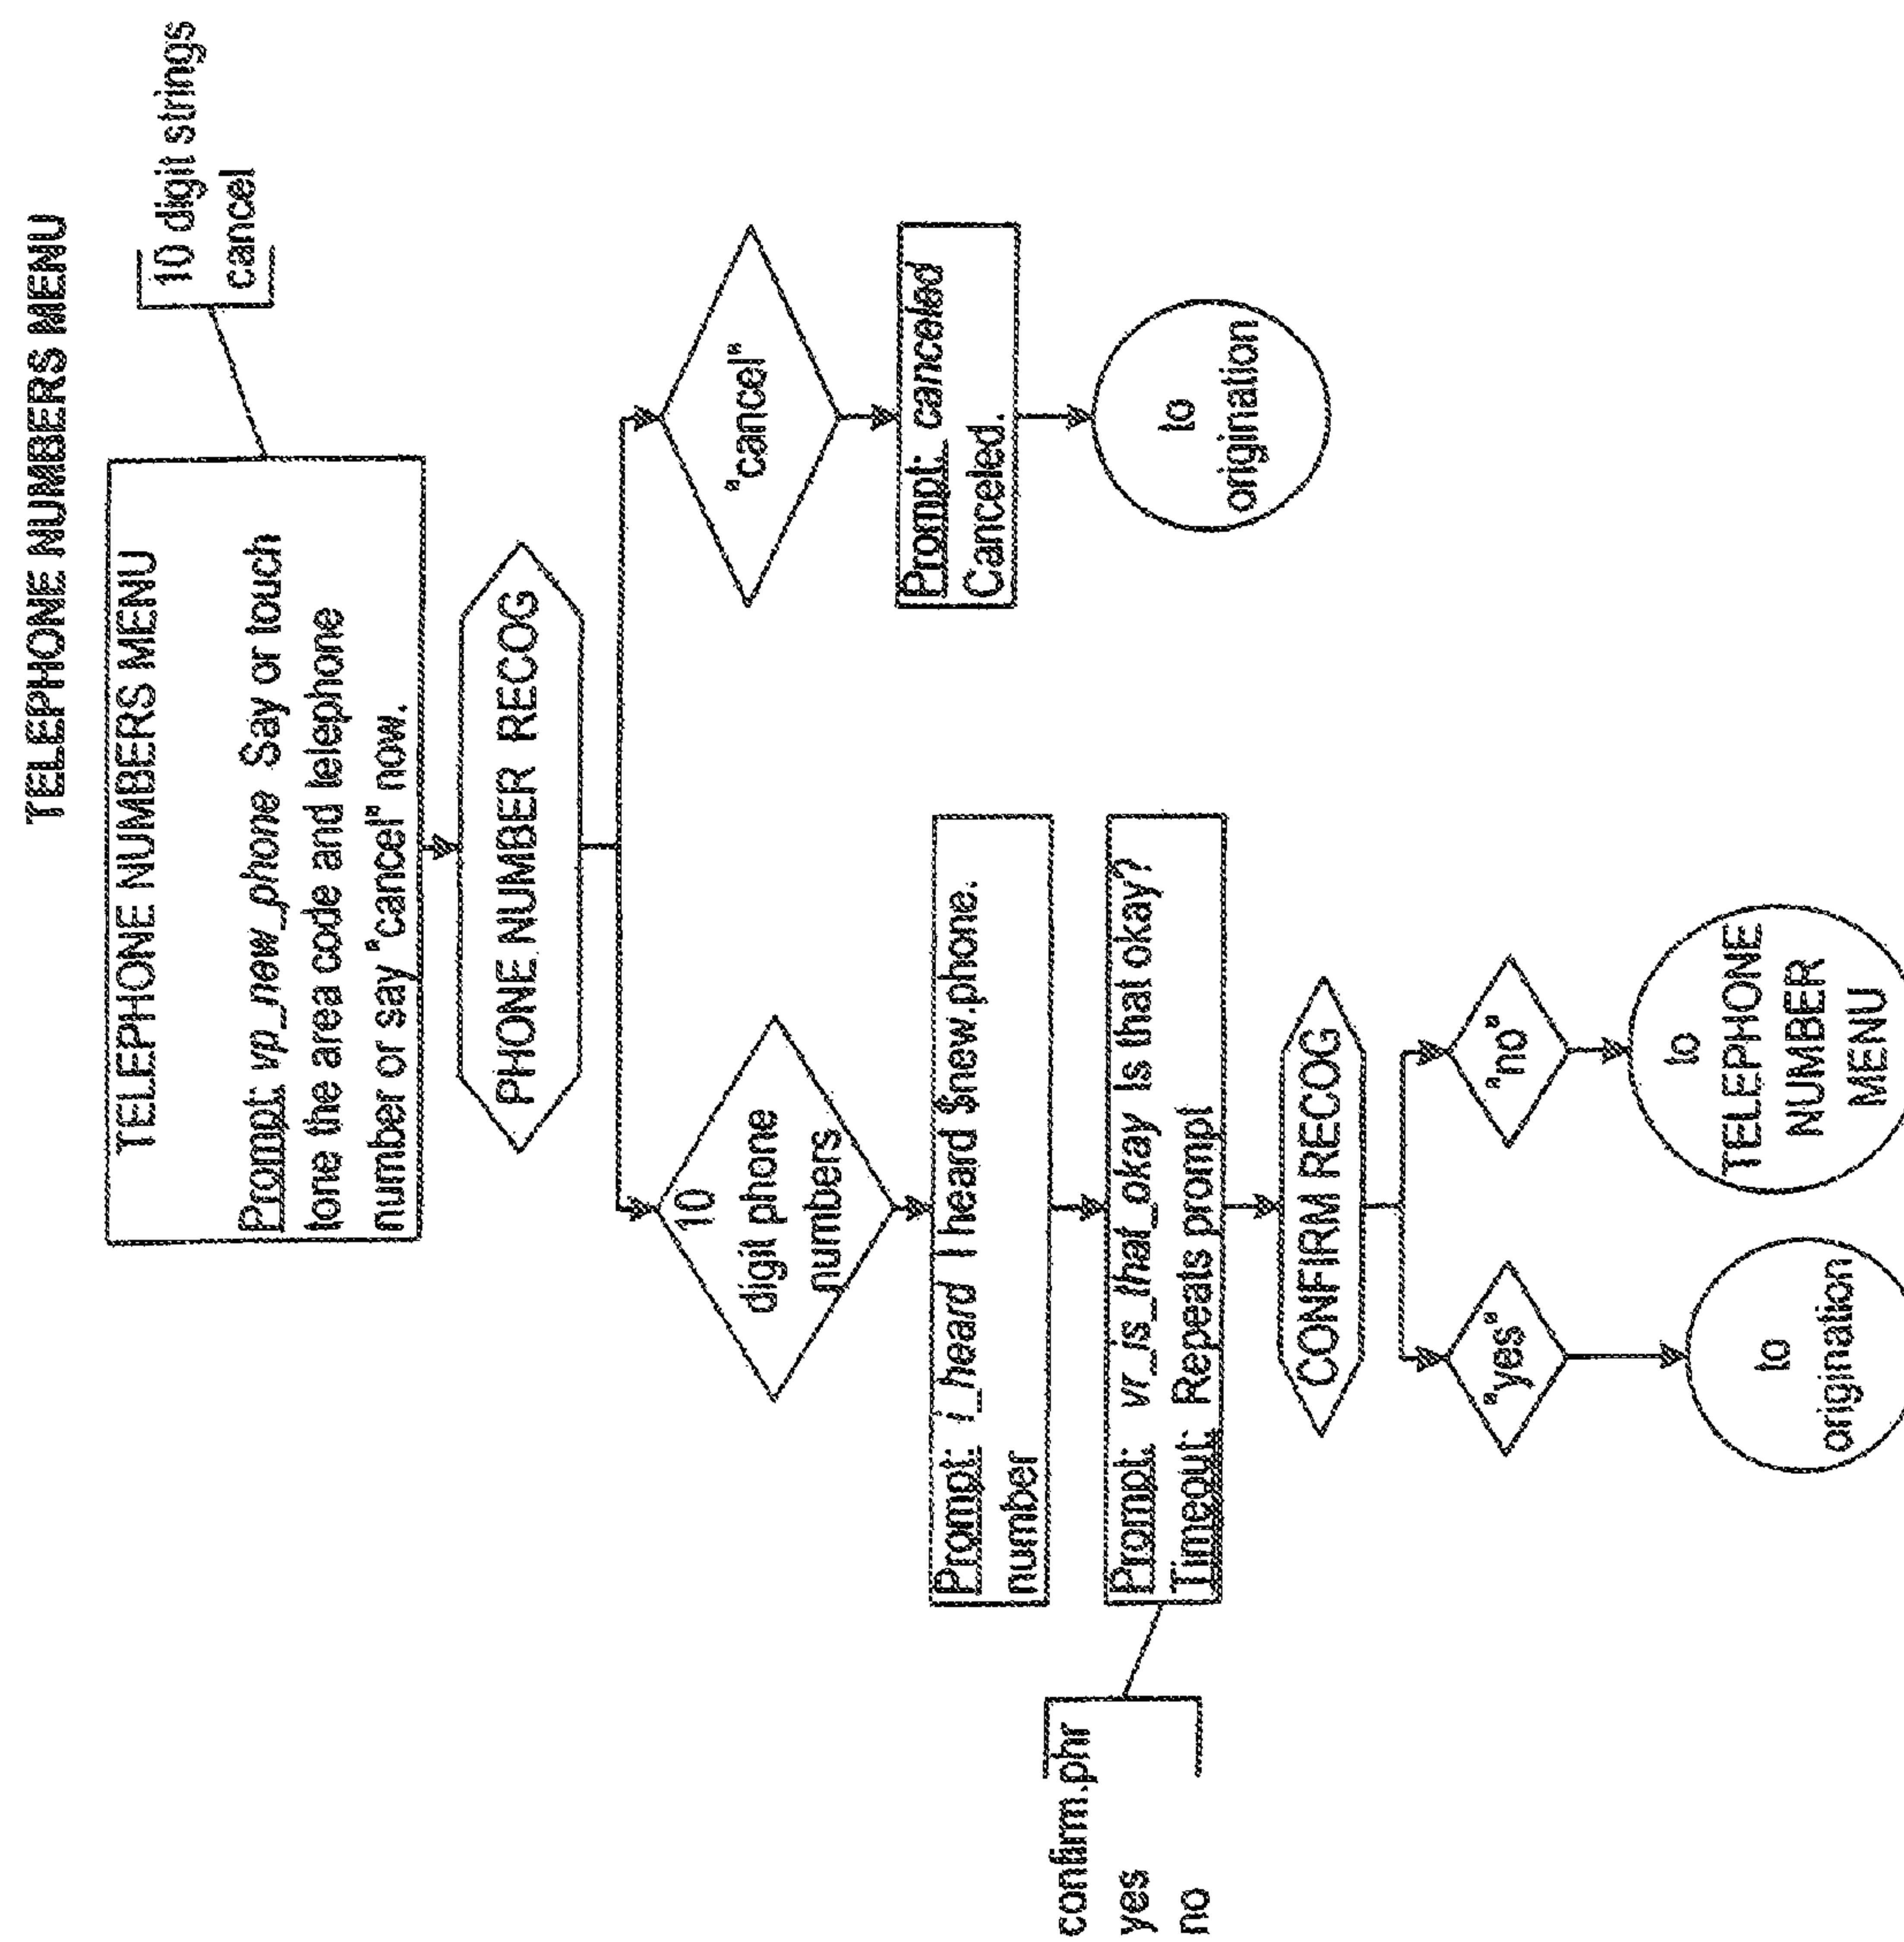 TELEPHONE NUMBERS MENU
TELEPHONE NUMBERS MENU
Prompt: vp_new_phone Say or touch
tone the area code and telephone
number or say "cancel" now.
10 digit strings
cancel
PHONE NUMBER RECOG
10
digit phone
numbers
"cancel"
Prompt: i_heard I heard $new.phone.
number
Prompt: canceled
Canceled.
confirm.phr
yes
no
Prompt: vr_is_that_okay Is that okay?
Timeout: Repeats prompt
to
origination
CONFIRM RECOG
"yes"
"no"
to
origination
to
TELEPHONE
NUMBER
MENU